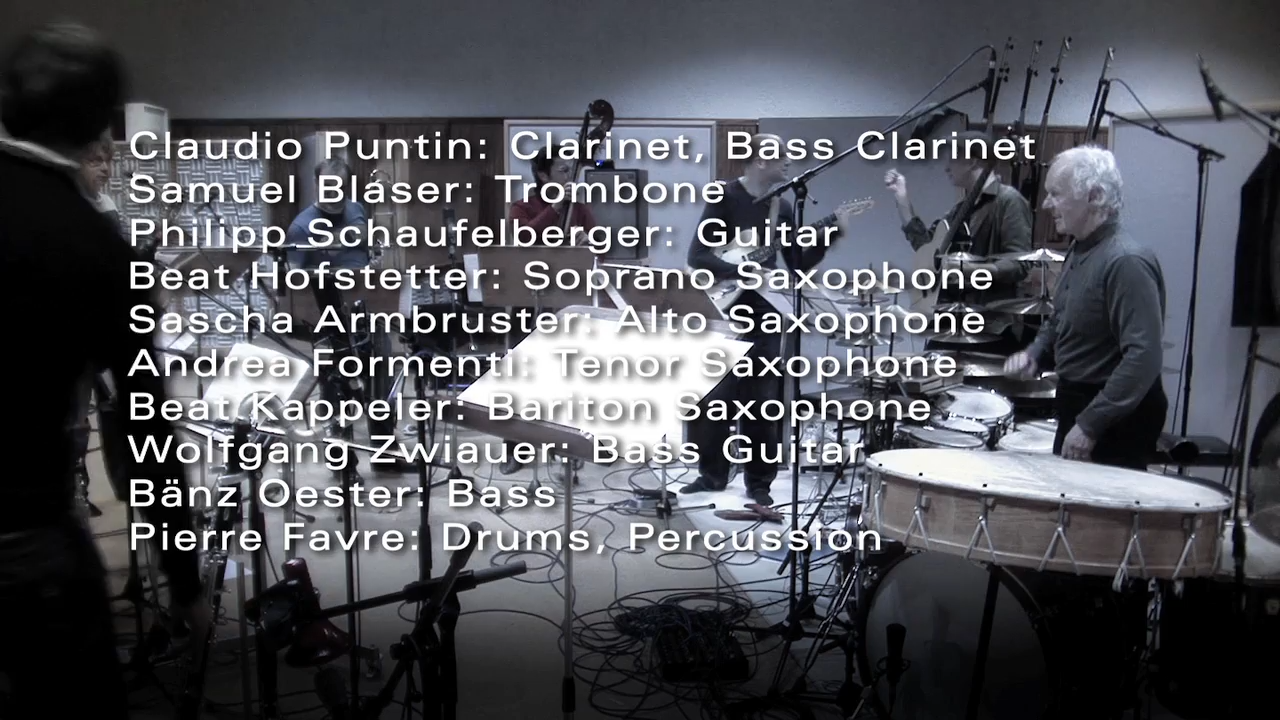 Claudio Puntin: Clarinet, Bass Clarinet
Samuel Blaser: Trombone
Philipp Schaufelberger: Guitar
Beat Hofstetter: Soprano Saxophone
Sascha Armbruster: Alto Saxophone
Andrea Formenti: Tenor Saxophone
Beat Kappeler: Bariton Saxophone
Wolfgang Zwiauer: Bass Guitar
Bänz Oester: Bass
Pierre Favre: Drums, Percussion